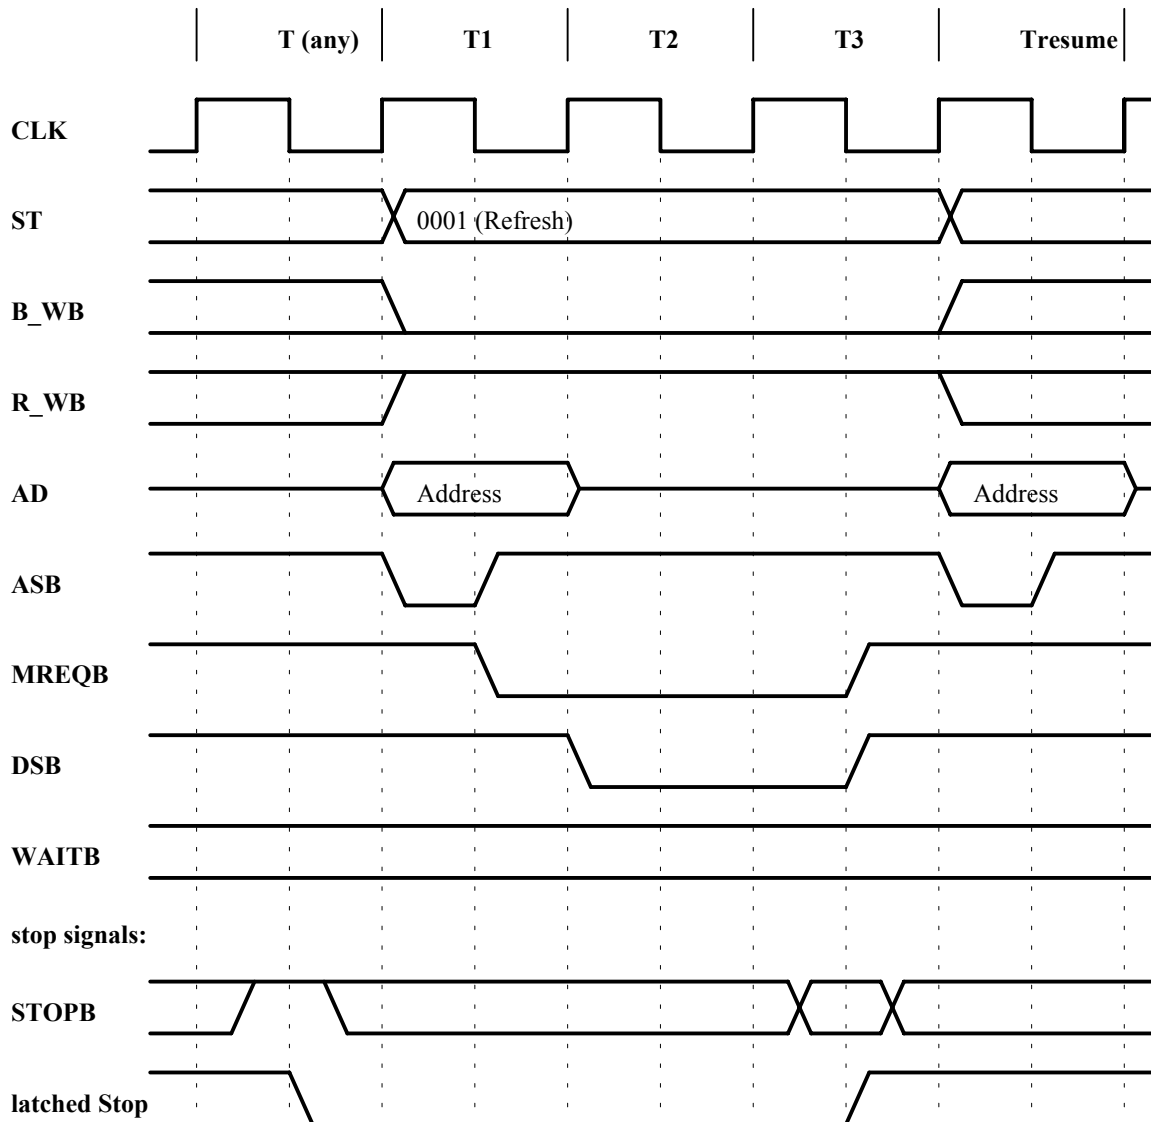 T (any) T1 T2 T3 Tresume
CLK
ST 0001 (Refresh)
B_WB
R_WB
AD Address Address
ASB
MREQB
DSB
WAITB
stop signals:
STOPB
latched Stop